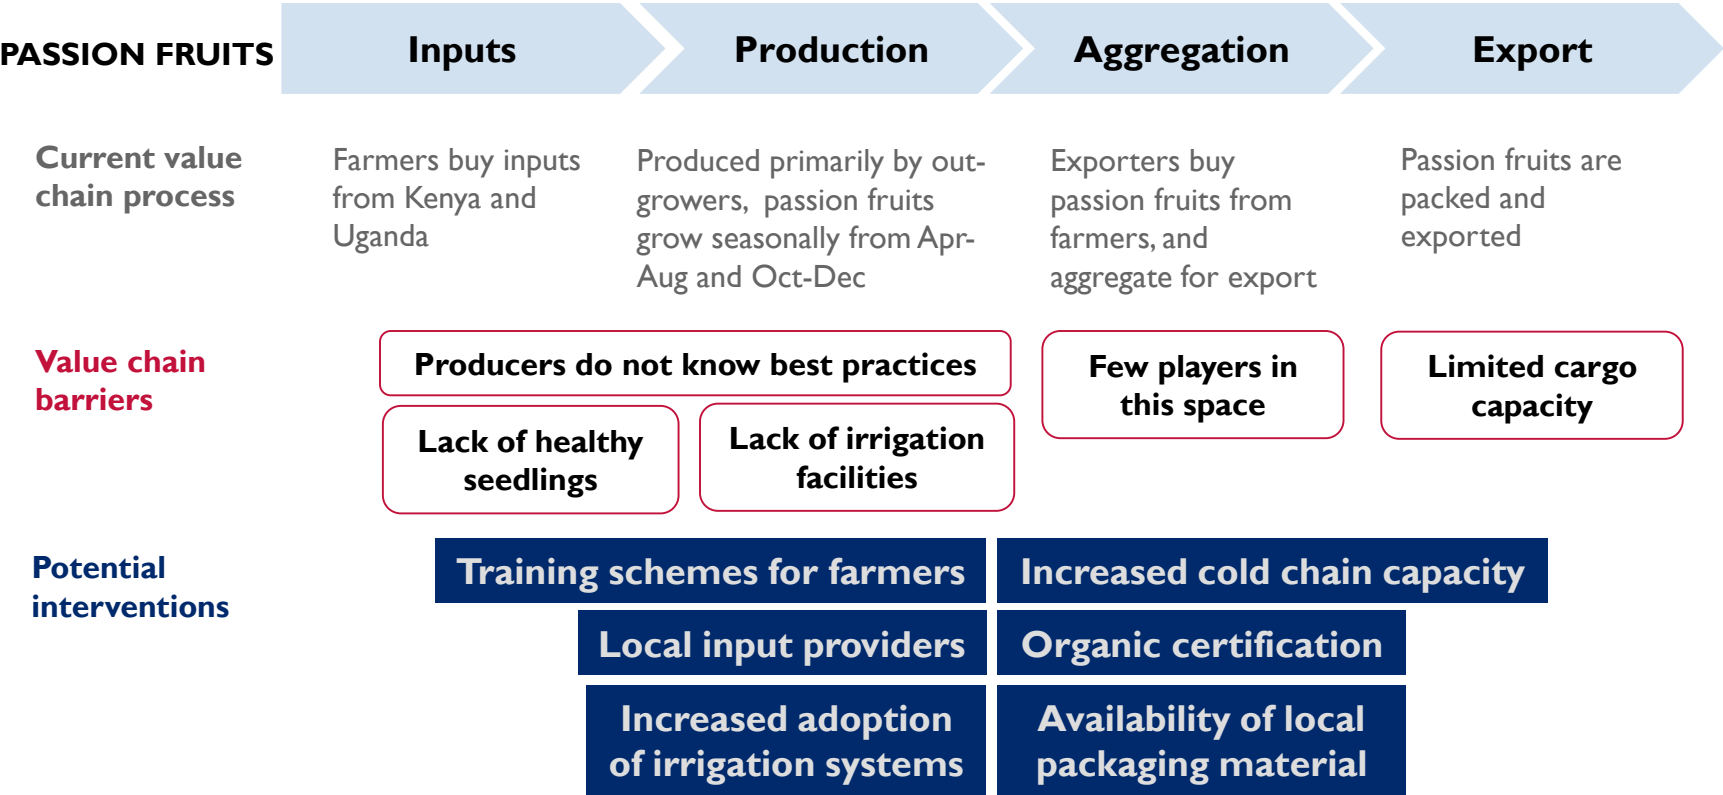 PASSION FRUITS
Inputs
Production
Aggregation
Export
Current value
chain process
Farmers buy inputs
from Kenya and
Uganda
Produced primarily by out-
growers, passion fruits
grow seasonally from Apr-
Aug and Oct-Dec
Exporters buy
passion fruits from
farmers, and
aggregate for export
Passion fruits are
packed and
exported
Value chain
barriers
Producers do not know best practices
Lack of healthy
seedlings
Lack of irrigation
facilities
Few players in
this space
Limited cargo
capacity
Potential
interventions
Training schemes for farmers
Increased cold chain capacity
Local input providers
Organic certification
Increased adoption
of irrigation systems
Availability of local
packaging material